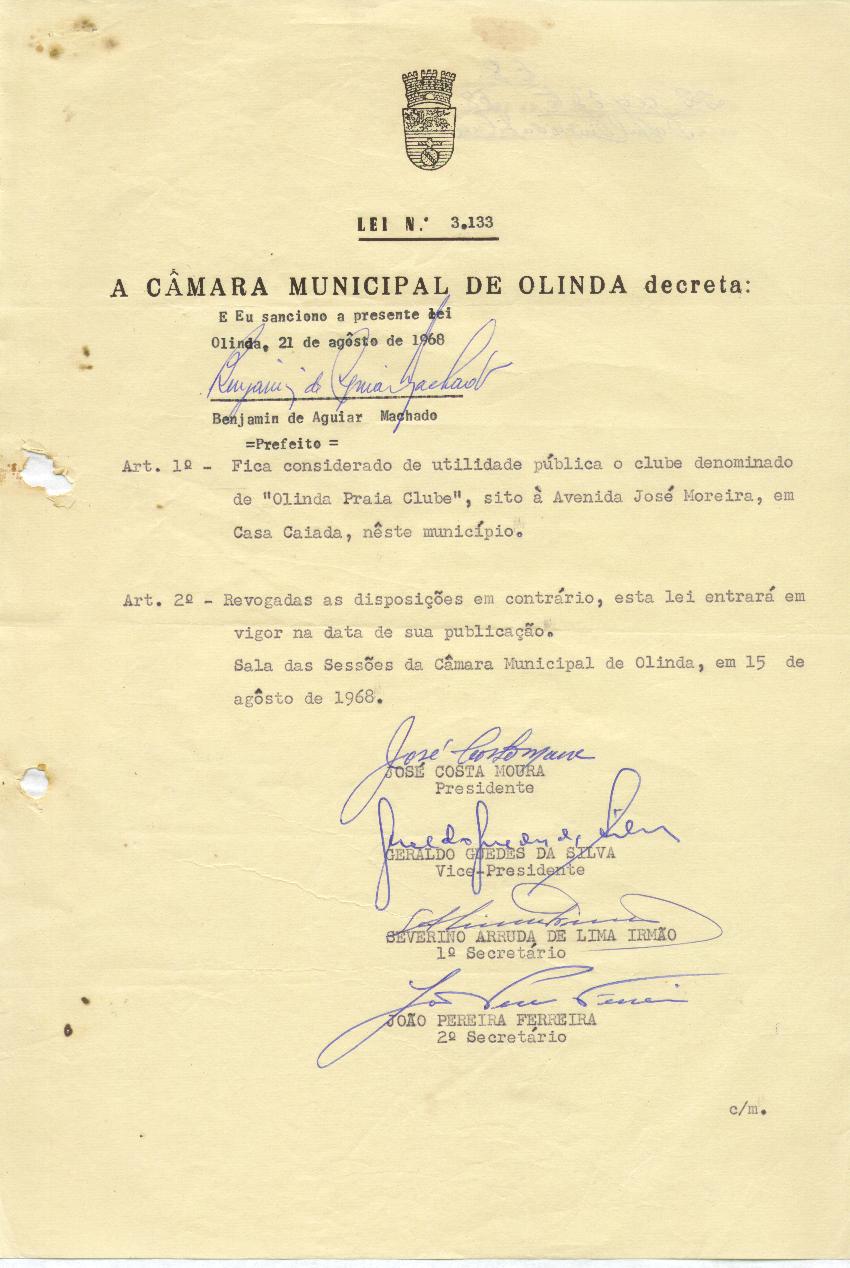 LEI N.º 3.133
A CÂMARA MUNICIPAL DE OLINDA decreta:
E Eu sanciono a presente lei
Olinda, 21 de agôsto de 1968
Benjamin de Aguiar Machado
Benjamin de Aguiar Machado
=Prefeito =
Art. 1º - Fica considerado de utilidade pública o clube denominado
de "Olinda Praia Clube", sito à Avenida José Moreira, em
Casa Caiada, nêste município.
Art. 2º - Revogadas as disposições em contrário, esta lei entrará em
vigor na data de sua publicação.
Sala das Sessões da Câmara Municipal de Olinda, em 15 de
agôsto de 1968.
José Costa Moura
JOSÉ COSTA MOURA
Presidente
Geraldo Guedes da Silva
GERALDO GUEDES DA SILVA
Vice-Presidente
SEVERINO ARRUDA DE LIMA IRMÃO
1º Secretário
João Pereira Ferreira
JOÃO PEREIRA FERREIRA
2º Secretário
c/m.